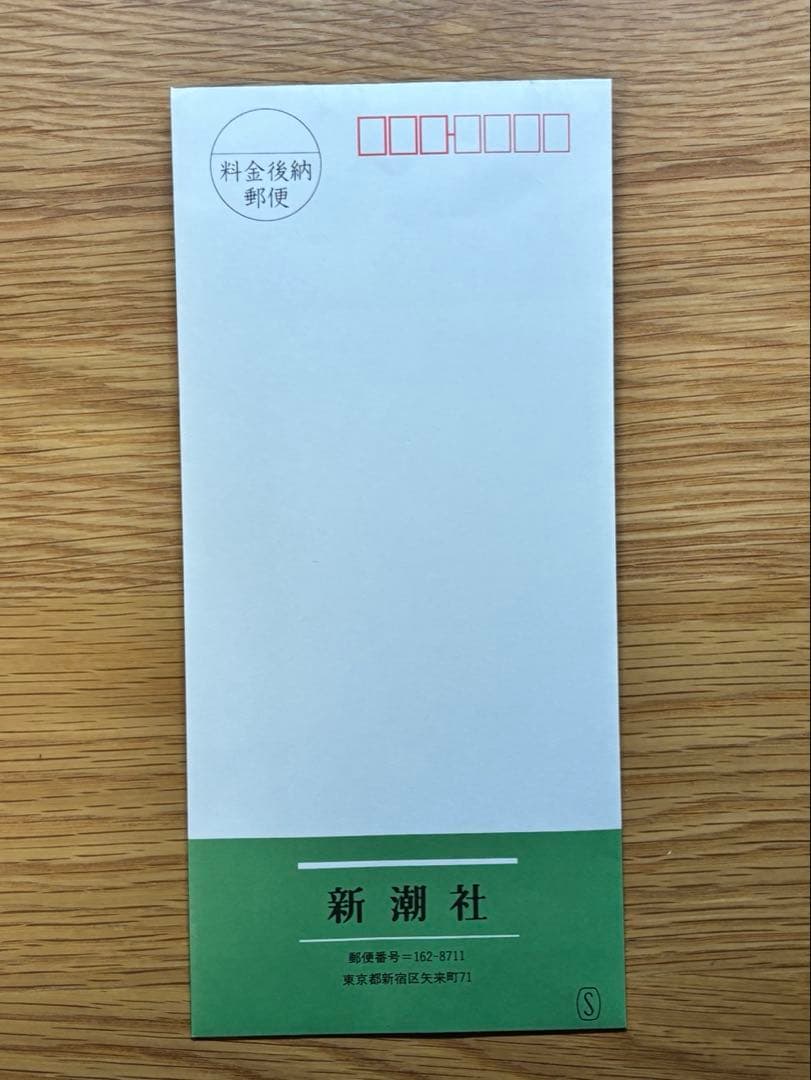 料金後納
郵便
新潮社
郵便番号=162-8711
東京都新宿区矢来町71
S